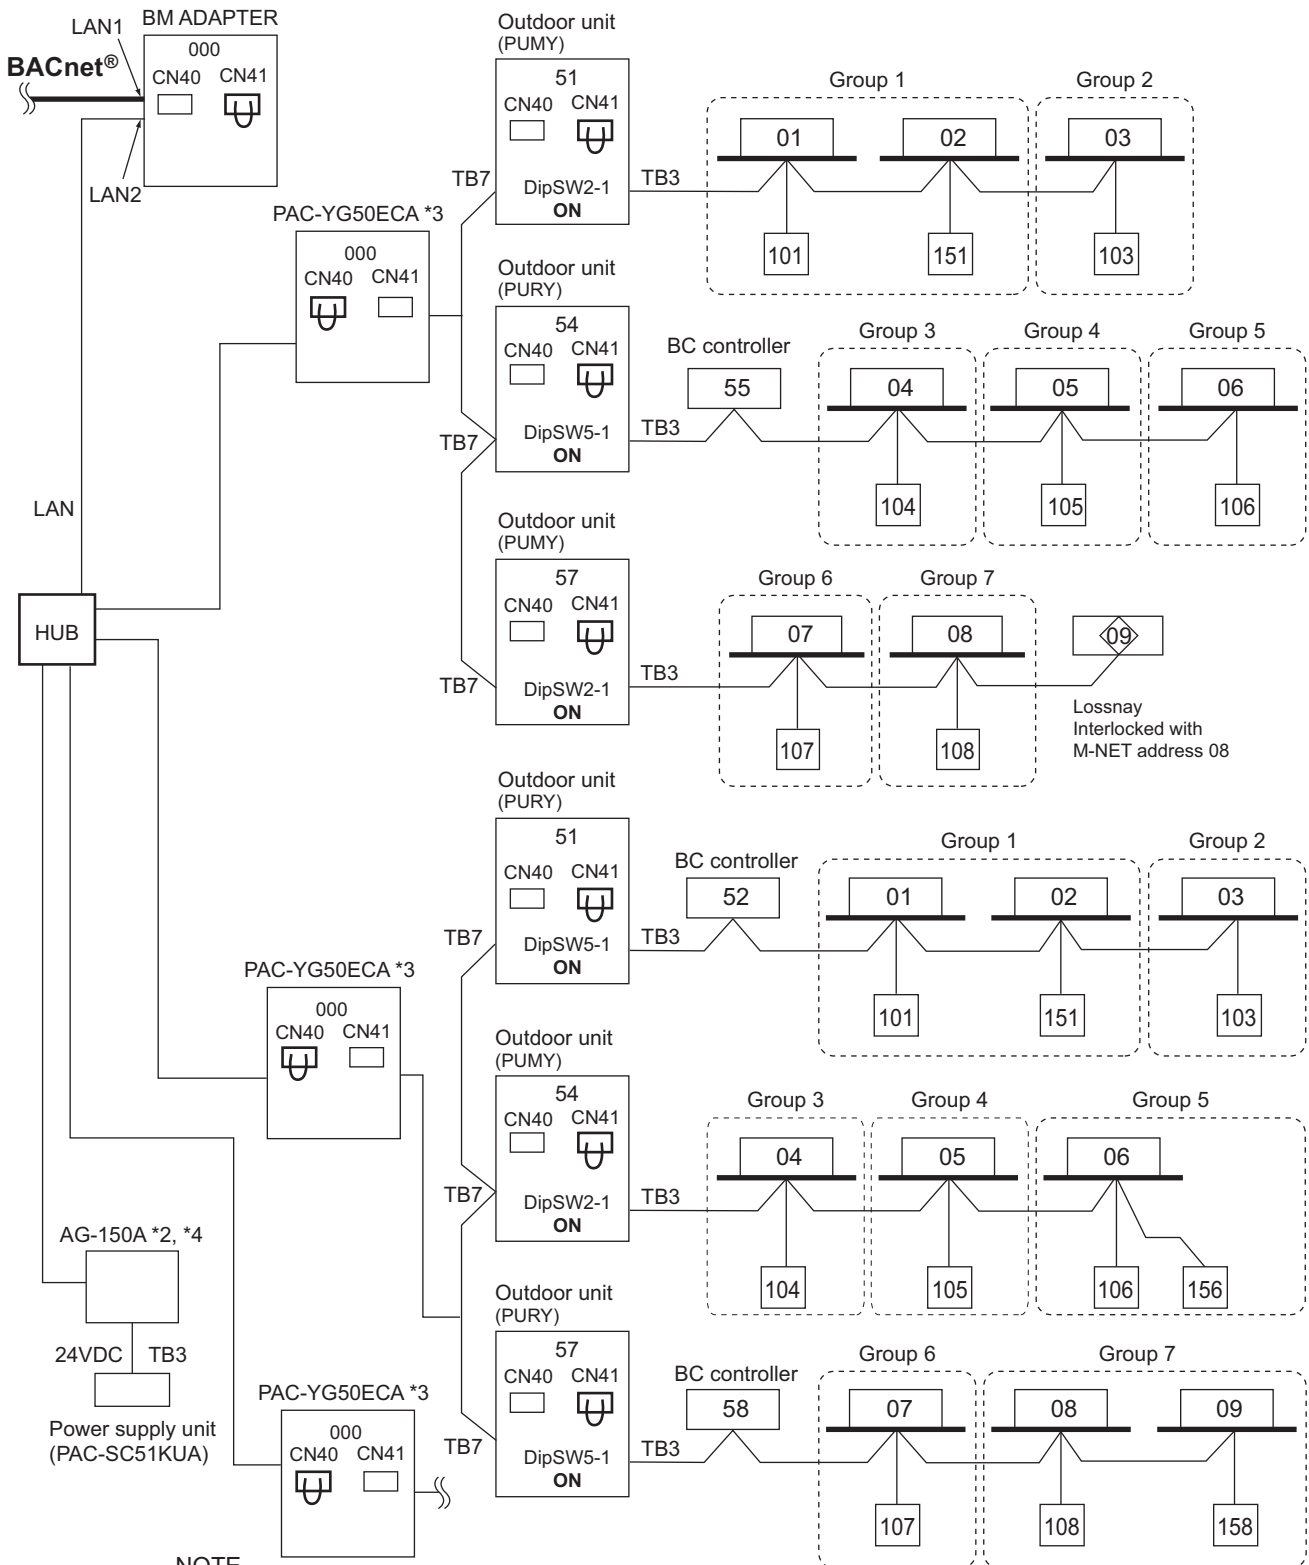 LAN1
BM ADAPTER
000
CN40 CN41
BACnet®
LAN2
LAN
HUB
PAC-YG50ECA *3
000
CN40 CN41
TB7
Outdoor unit
(PUMY)
51
CN40 CN41
DipSW2-1
ON
TB3
Group 1
01
02
101
151
Group 2
03
103
Outdoor unit
(PURY)
54
CN40 CN41
TB7
DipSW5-1
ON
TB3
BC controller
55
Group 3
04
104
Group 4
05
105
Group 5
06
106
Outdoor unit
(PUMY)
57
CN40 CN41
TB7
DipSW2-1
ON
TB3
Group 6
07
107
Group 7
08
108
09
Lossnay
Interlocked with
M-NET address 08
PAC-YG50ECA *3
000
CN40 CN41
Outdoor unit
(PURY)
51
CN40 CN41
TB7
DipSW5-1
ON
TB3
BC controller
52
Group 1
01
02
101
151
Group 2
03
103
Outdoor unit
(PUMY)
54
CN40 CN41
TB7
DipSW2-1
ON
TB3
Group 3
04
104
Group 4
05
105
Group 5
06
106
156
Outdoor unit
(PURY)
57
CN40 CN41
TB7
DipSW5-1
ON
TB3
BC controller
58
Group 6
07
107
Group 7
08
09
108
158
AG-150A *2, *4
24VDC TB3
Power supply unit
(PAC-SC51KUA)
PAC-YG50ECA *3
000
CN40 CN41
NOTE